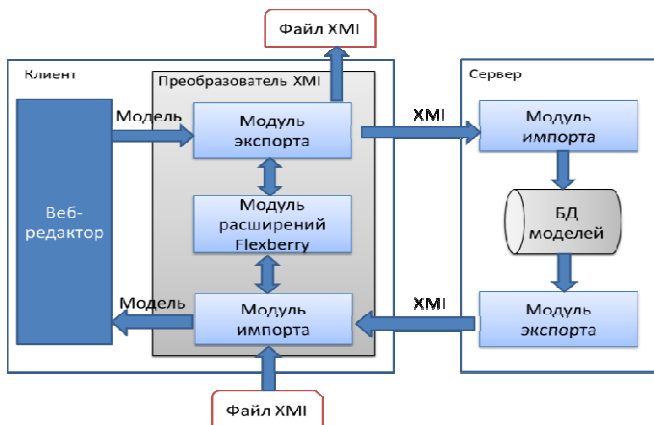 Файл XMI
Клиент
Преобразователь XMI
Сервер
Модель
Модуль
экспорта
XMI
Модуль
импорта
Веб-
редактор
Модуль
расширений
Flexberry
БД
моделей
Модель
Модуль
импорта
XMI
Модуль
экспорта
Файл XMI